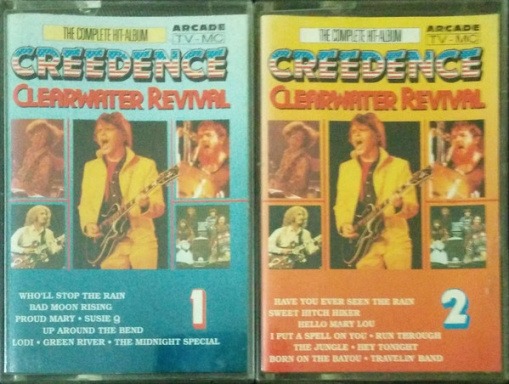 THE COMPLETE HIT-ALBUM
ARCADE
TV-MC
CREEDENCE
CLEARWATER REVIVAL
WHO'LL STOP THE RAIN
BAD MOON RISING
PROUD MARY • SUSIE Q
UP AROUND THE BEND
LODI • GREEN RIVER • THE MIDNIGHT SPECIAL
1
THE COMPLETE HIT-ALBUM
ARCADE
TV-MC
CREEDENCE
CLEARWATER REVIVAL
HAVE YOU EVER SEEN THE RAIN
SWEET HITCH HIKER
HELLO MARY LOU
I PUT A SPELL ON YOU • RUN THROUGH
THE JUNGLE • HEY TONIGHT
BORN ON THE BAYOU • TRAVELIN' BAND
2